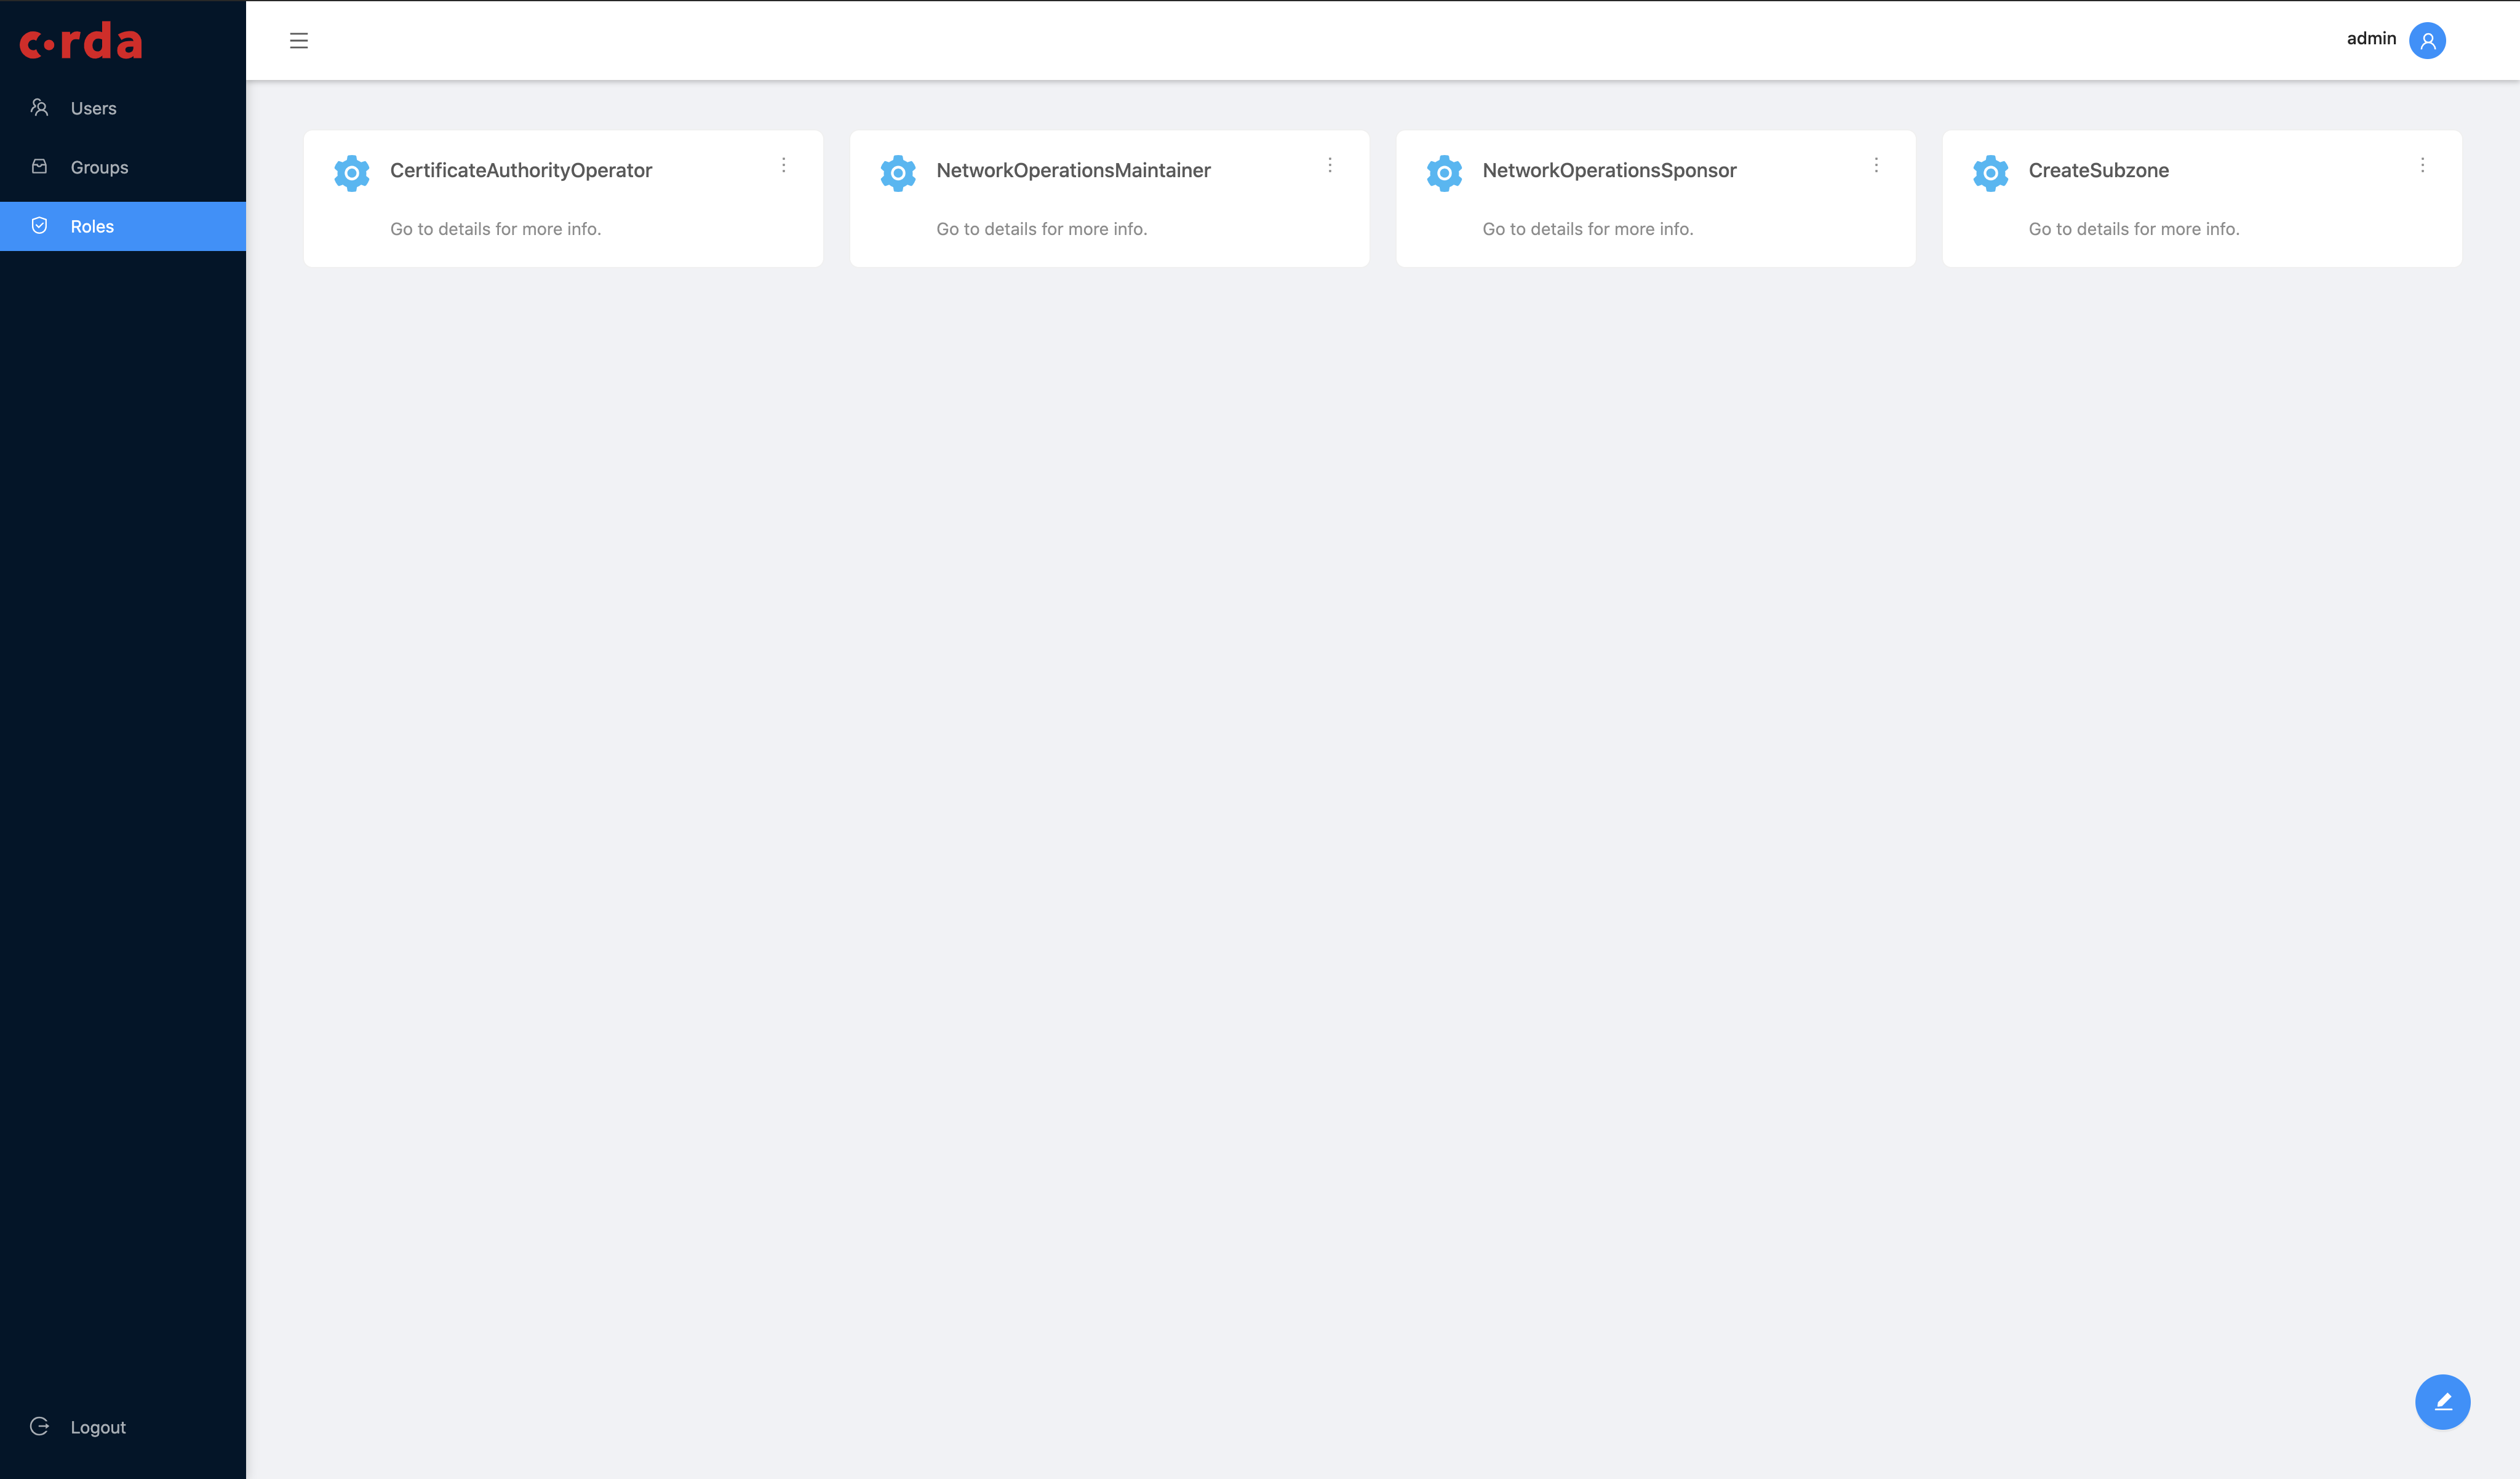 c•rda
admin
Users
Groups
Roles
CertificateAuthorityOperator
Go to details for more info.
NetworkOperationsMaintainer
Go to details for more info.
NetworkOperationsSponsor
Go to details for more info.
CreateSubzone
Go to details for more info.
Logout